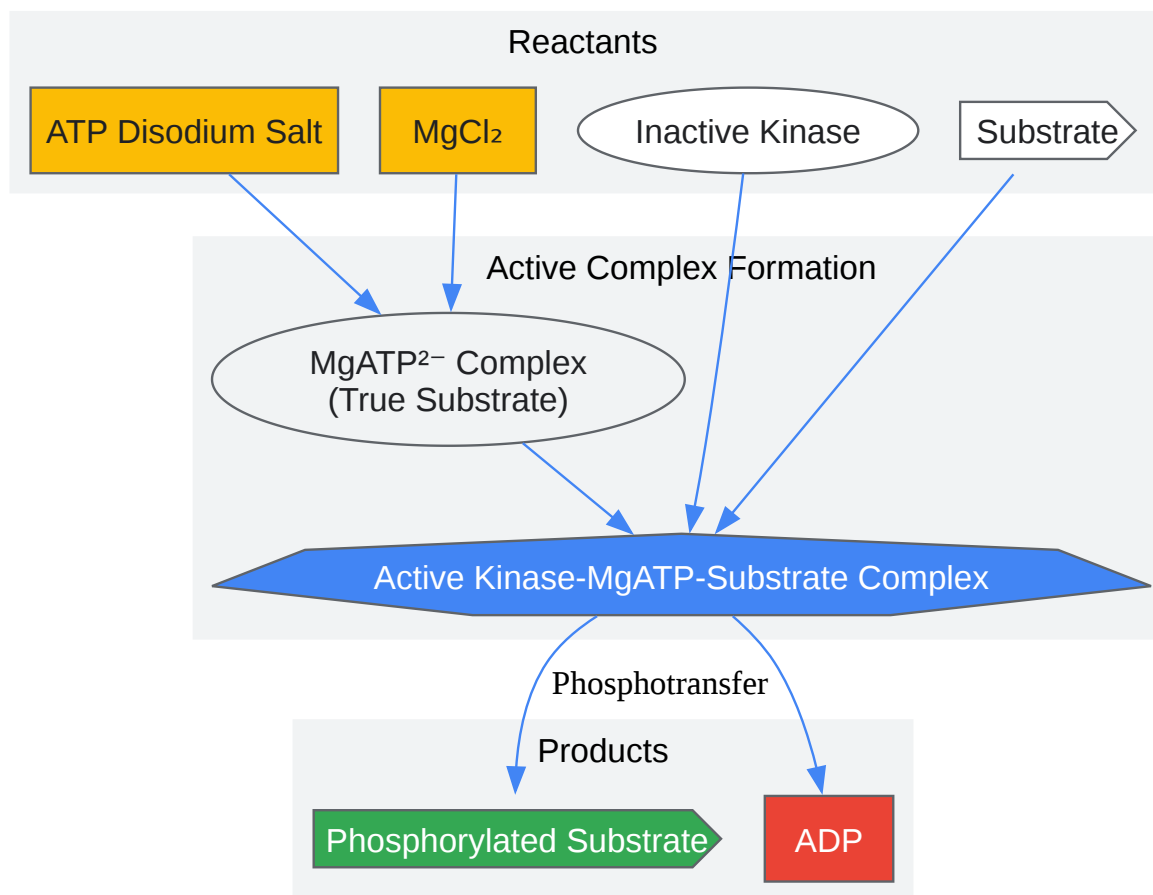 Reactants
ATP Disodium Salt
MgCl₂
Inactive Kinase
Substrate
Active Complex Formation
MgATP²⁻ Complex
(True Substrate)
Active Kinase-MgATP-Substrate Complex
Phosphotransfer
Products
Phosphorylated Substrate
ADP